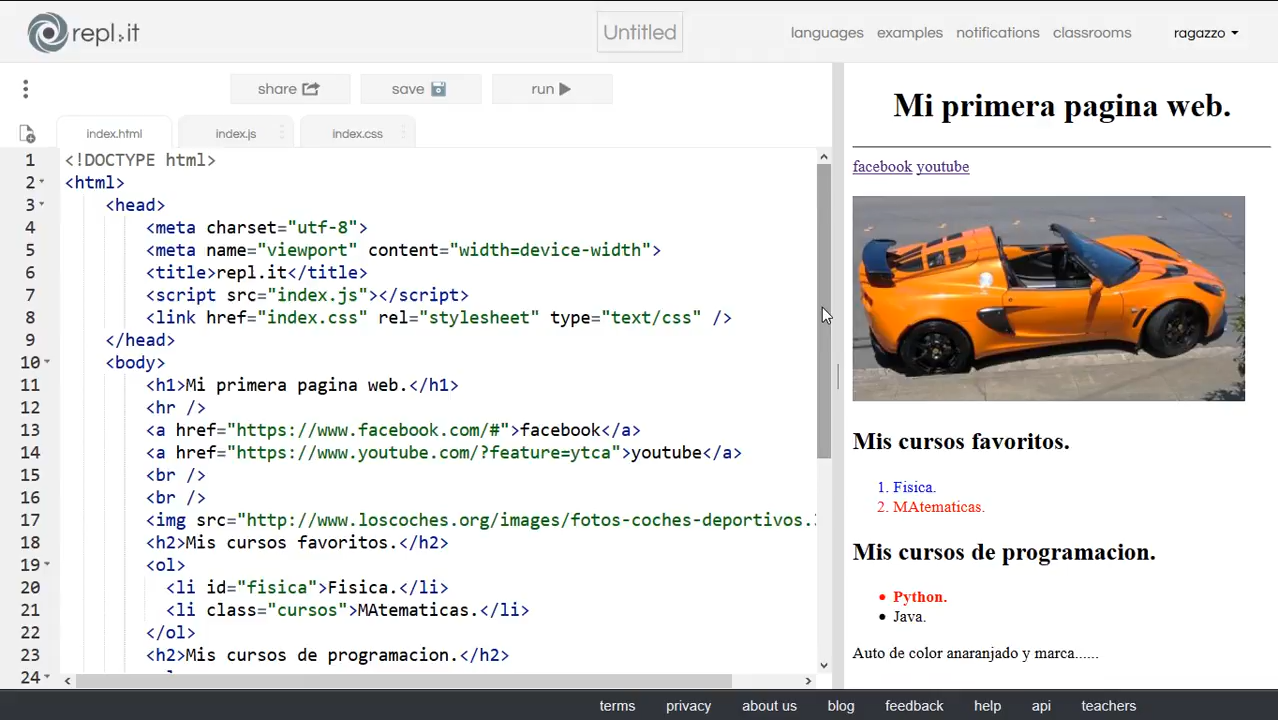 repl.it
Untitled
languages examples notifications classrooms ragazzo
share save run
index.html index.js index.css
1 <!DOCTYPE html>
2 <html>
3 <head>
4 <meta charset="utf-8">
5 <meta name="viewport" content="width=device-width">
6 <title>repl.it</title>
7 <script src="index.js"></script>
8 <link href="index.css" rel="stylesheet" type="text/css" />
9 </head>
10 <body>
11 <h1>Mi primera pagina web.</h1>
12 <hr />
13 <a href="https://www.facebook.com/#">facebook</a>
14 <a href="https://www.youtube.com/?feature=ytca">youtube</a>
15 <br />
16 <br />
17 <img src="http://www.loscoches.org/images/fotos-coches-deportivos.
18 <h2>Mis cursos favoritos.</h2>
19 <ol>
20 <li id="fisica">Fisica.</li>
21 <li class="cursos">MAtematicas.</li>
22 </ol>
23 <h2>Mis cursos de programacion.</h2>
24
Mi primera pagina web.
facebook youtube
Mis cursos favoritos.
1. Fisica.
2. MAtematicas.
Mis cursos de programacion.
• Python.
• Java.
Auto de color anaranjado y marca......
terms privacy about us blog feedback help api teachers